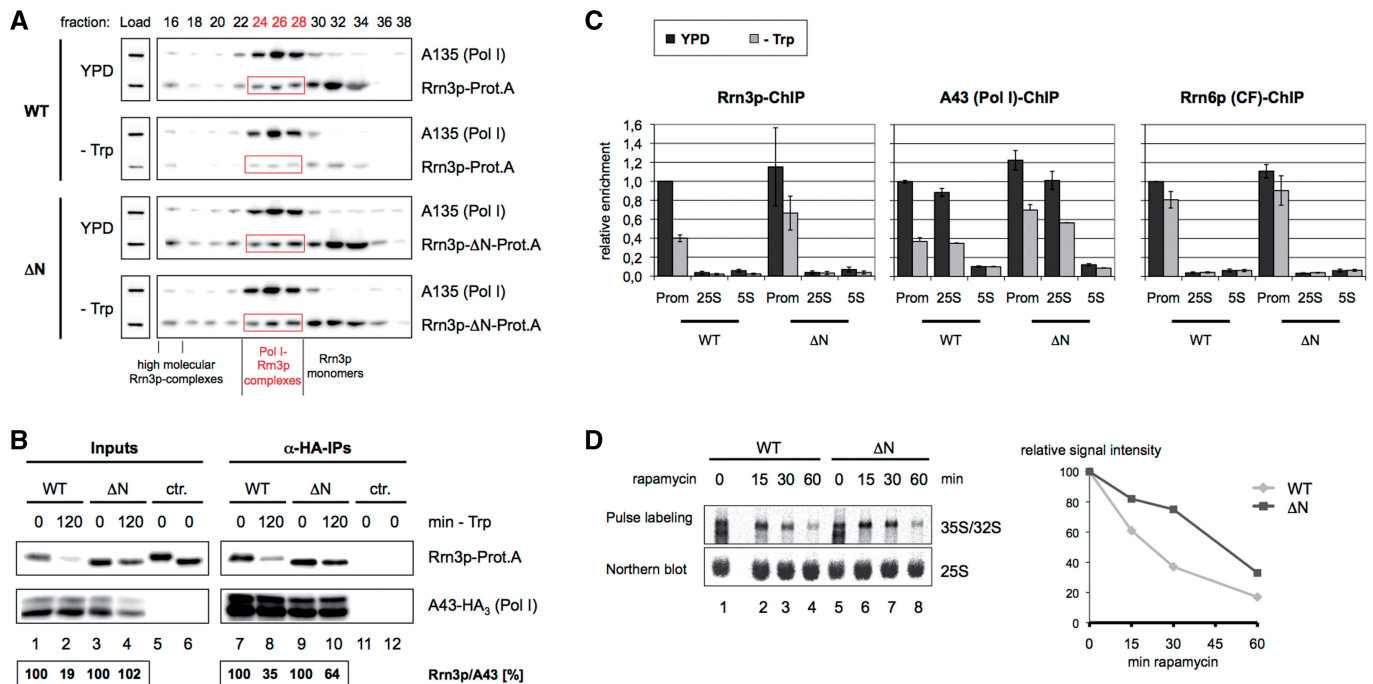 A
fraction: Load 16 18 20 22 24 26 28 30 32 34 36 38
WT
YPD
A135 (Pol I)
Rrn3p-Prot.A
- Trp
A135 (Pol I)
Rrn3p-Prot.A
ΔN
YPD
A135 (Pol I)
Rrn3p-ΔN-Prot.A
- Trp
A135 (Pol I)
Rrn3p-ΔN-Prot.A
high molecular
Rrn3p-complexes
Pol I-
Rrn3p
complexes
Rrn3p
monomers
B
Inputs
α-HA-IPs
WT ΔN ctr. WT ΔN ctr.
0 120 0 120 0 0 0 120 0 120 0 0 min - Trp
Rrn3p-Prot.A
A43-HA3 (Pol I)
1 2 3 4 5 6 7 8 9 10 11 12
100 19 100 102 100 35 100 64 Rrn3p/A43 [%]
C
YPD - Trp
Rrn3p-ChIP
A43 (Pol I)-ChIP
Rrn6p (CF)-ChIP
relative enrichment
1,6
1,4
1,2
1,0
0,8
0,6
0,4
0,2
0,0
Prom 25S 5S Prom 25S 5S
WT ΔN
Prom 25S 5S Prom 25S 5S
WT ΔN
Prom 25S 5S Prom 25S 5S
WT ΔN
D
WT ΔN
rapamycin 0 15 30 60 0 15 30 60 min
Pulse labeling
35S/32S
Northern blot
25S
1 2 3 4 5 6 7 8
relative signal intensity
100
80
60
40
20
0
0 15 30 45 60
min rapamycin
WT
ΔN